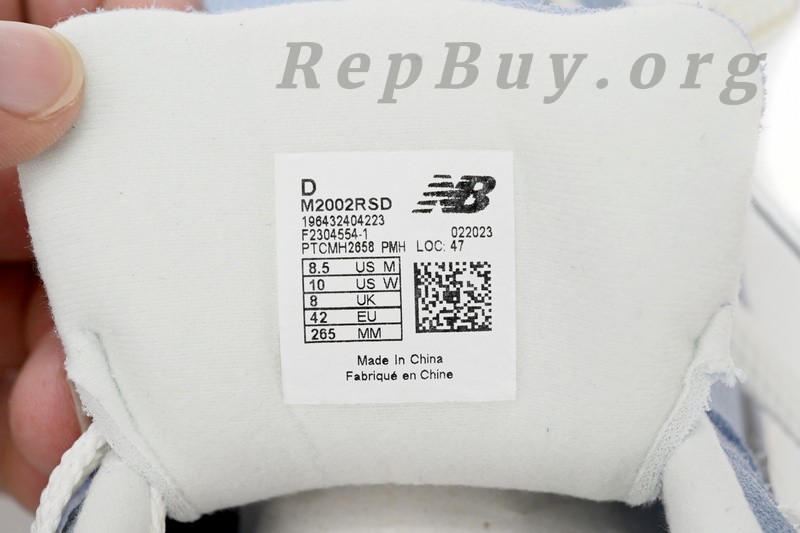 RepBuy.org
D
M2002RSD
NB
196432404223
F2304554-1 022023
PTCMH2658 PMH LOC: 47
8.5 US M
10 US W
8 UK
42 EU
265 MM
Made In China
Fabriqué en Chine